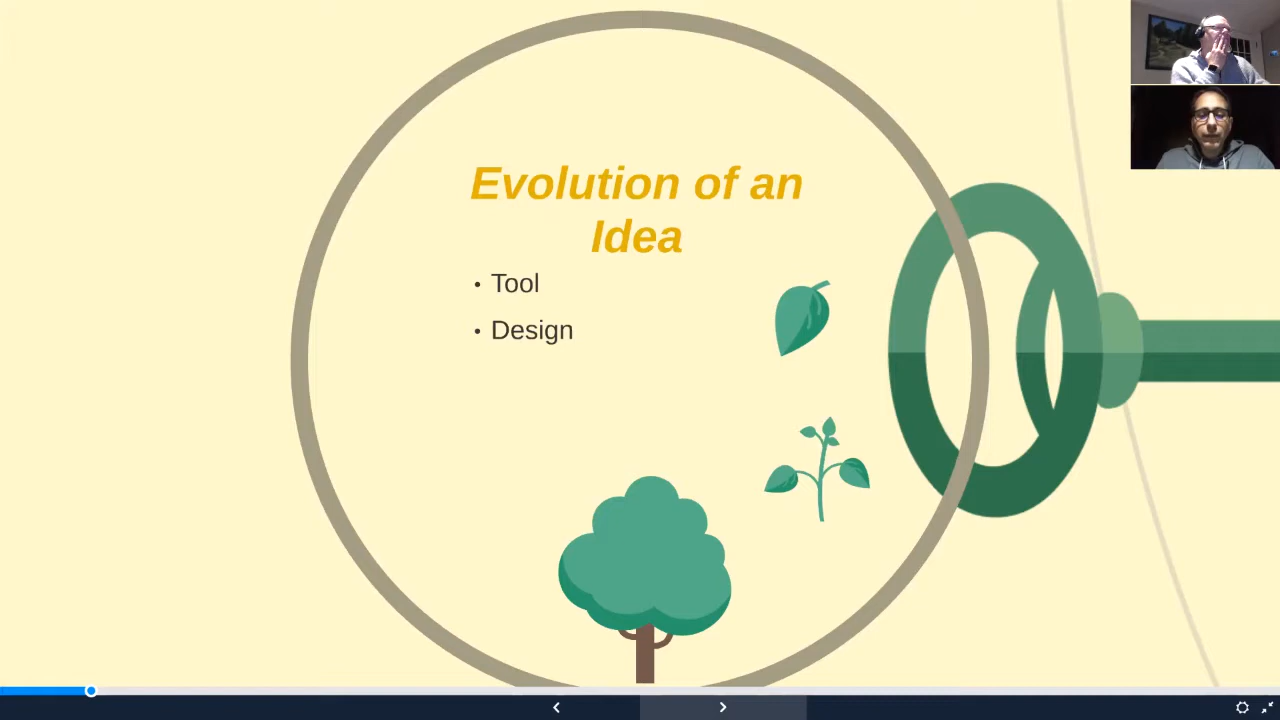 Evolution of an
Idea
• Tool
• Design